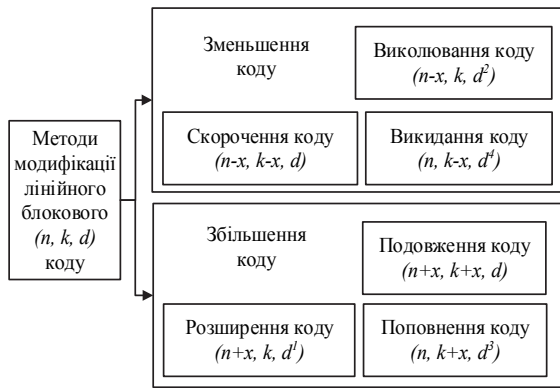 Методи
модифікації
лінійного
блокового
(n, k, d)
коду
Зменьшення
коду
Виколювання коду
(n-x, k, d²)
Скорочення коду
(n-x, k-x, d)
Викидання коду
(n, k-x, d⁴)
Збільшення
коду
Подовження коду
(n+x, k+x, d)
Розширення коду
(n+x, k, d¹)
Поповнення коду
(n, k+x, d³)